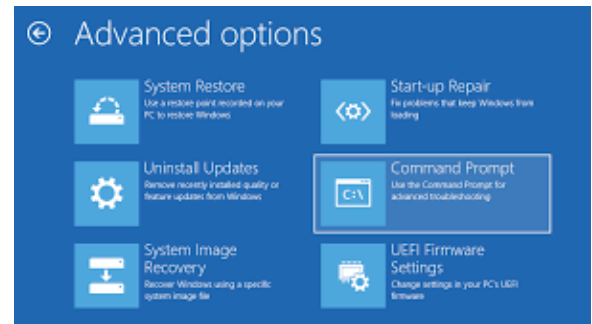 Advanced options
System Restore
Use a restore point recorded on your
PC to restore Windows
Start-up Repair
Fix problems that keep Windows from
loading
Uninstall Updates
Remove recently installed quality or
feature updates from Windows
Command Prompt
Use the Command Prompt for
advanced troubleshooting
C:\
System Image
Recovery
Recover Windows using a specific
system image file
UEFI Firmware
Settings
Change settings in your PC's UEFI
firmware